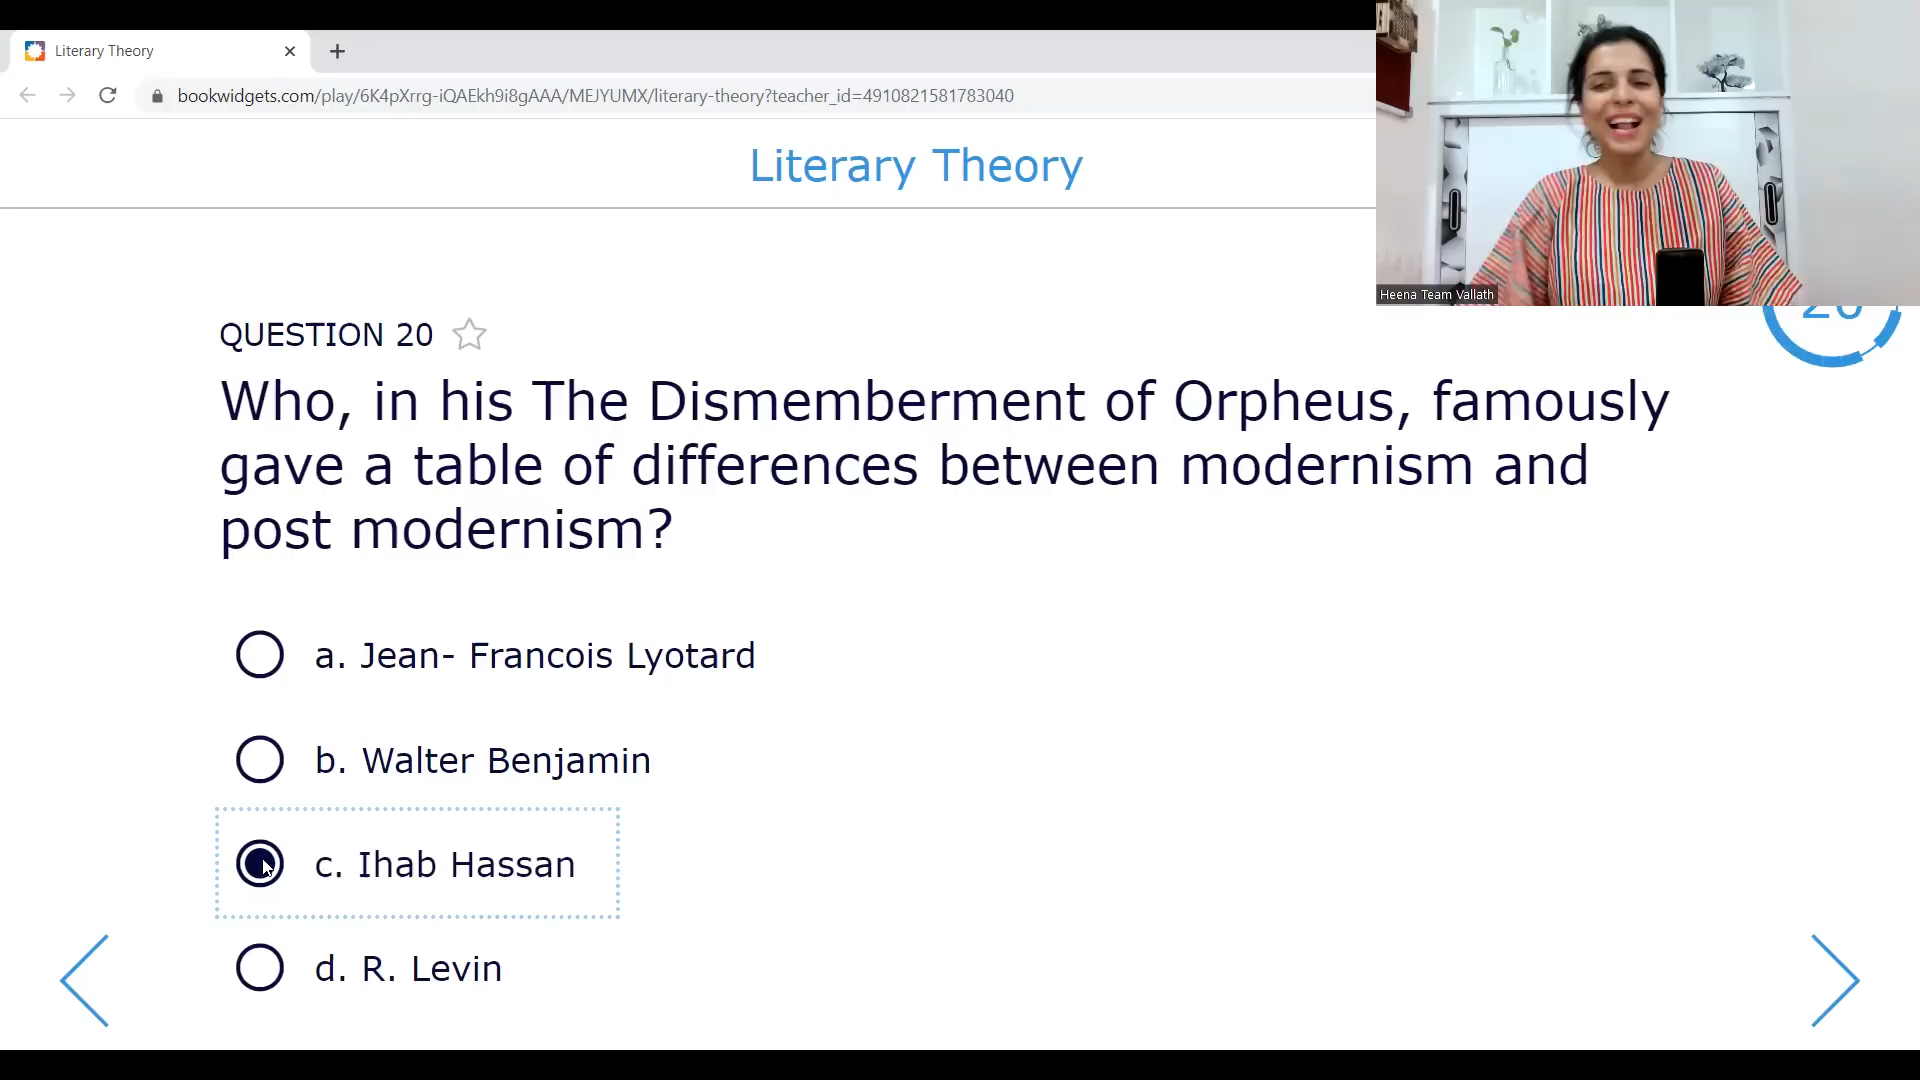 Literary Theory
bookwidgets.com/play/6K4pXrrg-iQAEkh9i8gAAA/MEJYUMX/literary-theory?teacher_id=4910821581783040
Literary Theory
Heena Team Vallath
20
QUESTION 20
Who, in his The Dismemberment of Orpheus, famously
gave a table of differences between modernism and
post modernism?
a. Jean- Francois Lyotard
b. Walter Benjamin
c. Ihab Hassan
d. R. Levin